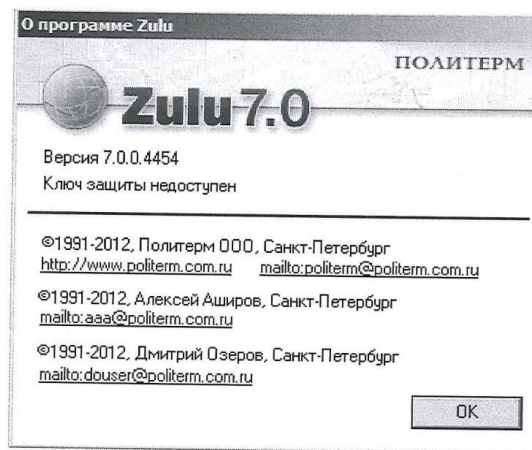 О программе Zulu
ПОЛИТЕРМ
Zulu 7.0
Версия 7.0.0.4454
Ключ защиты недоступен
©1991-2012, Политерм ООО, Санкт-Петербург
http://www.politerm.com.ru mailto:politerm@politerm.com.ru
©1991-2012, Алексей Аширов, Санкт-Петербург
mailto:aaa@politerm.com.ru
©1991-2012, Дмитрий Озеров, Санкт-Петербург
mailto:douser@politerm.com.ru
OK